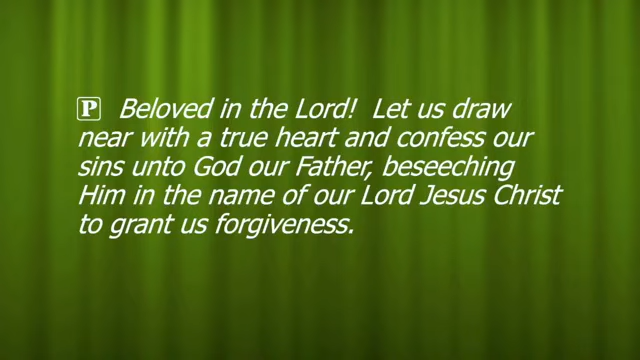 P Beloved in the Lord! Let us draw
near with a true heart and confess our
sins unto God our Father, beseeching
Him in the name of our Lord Jesus Christ
to grant us forgiveness.